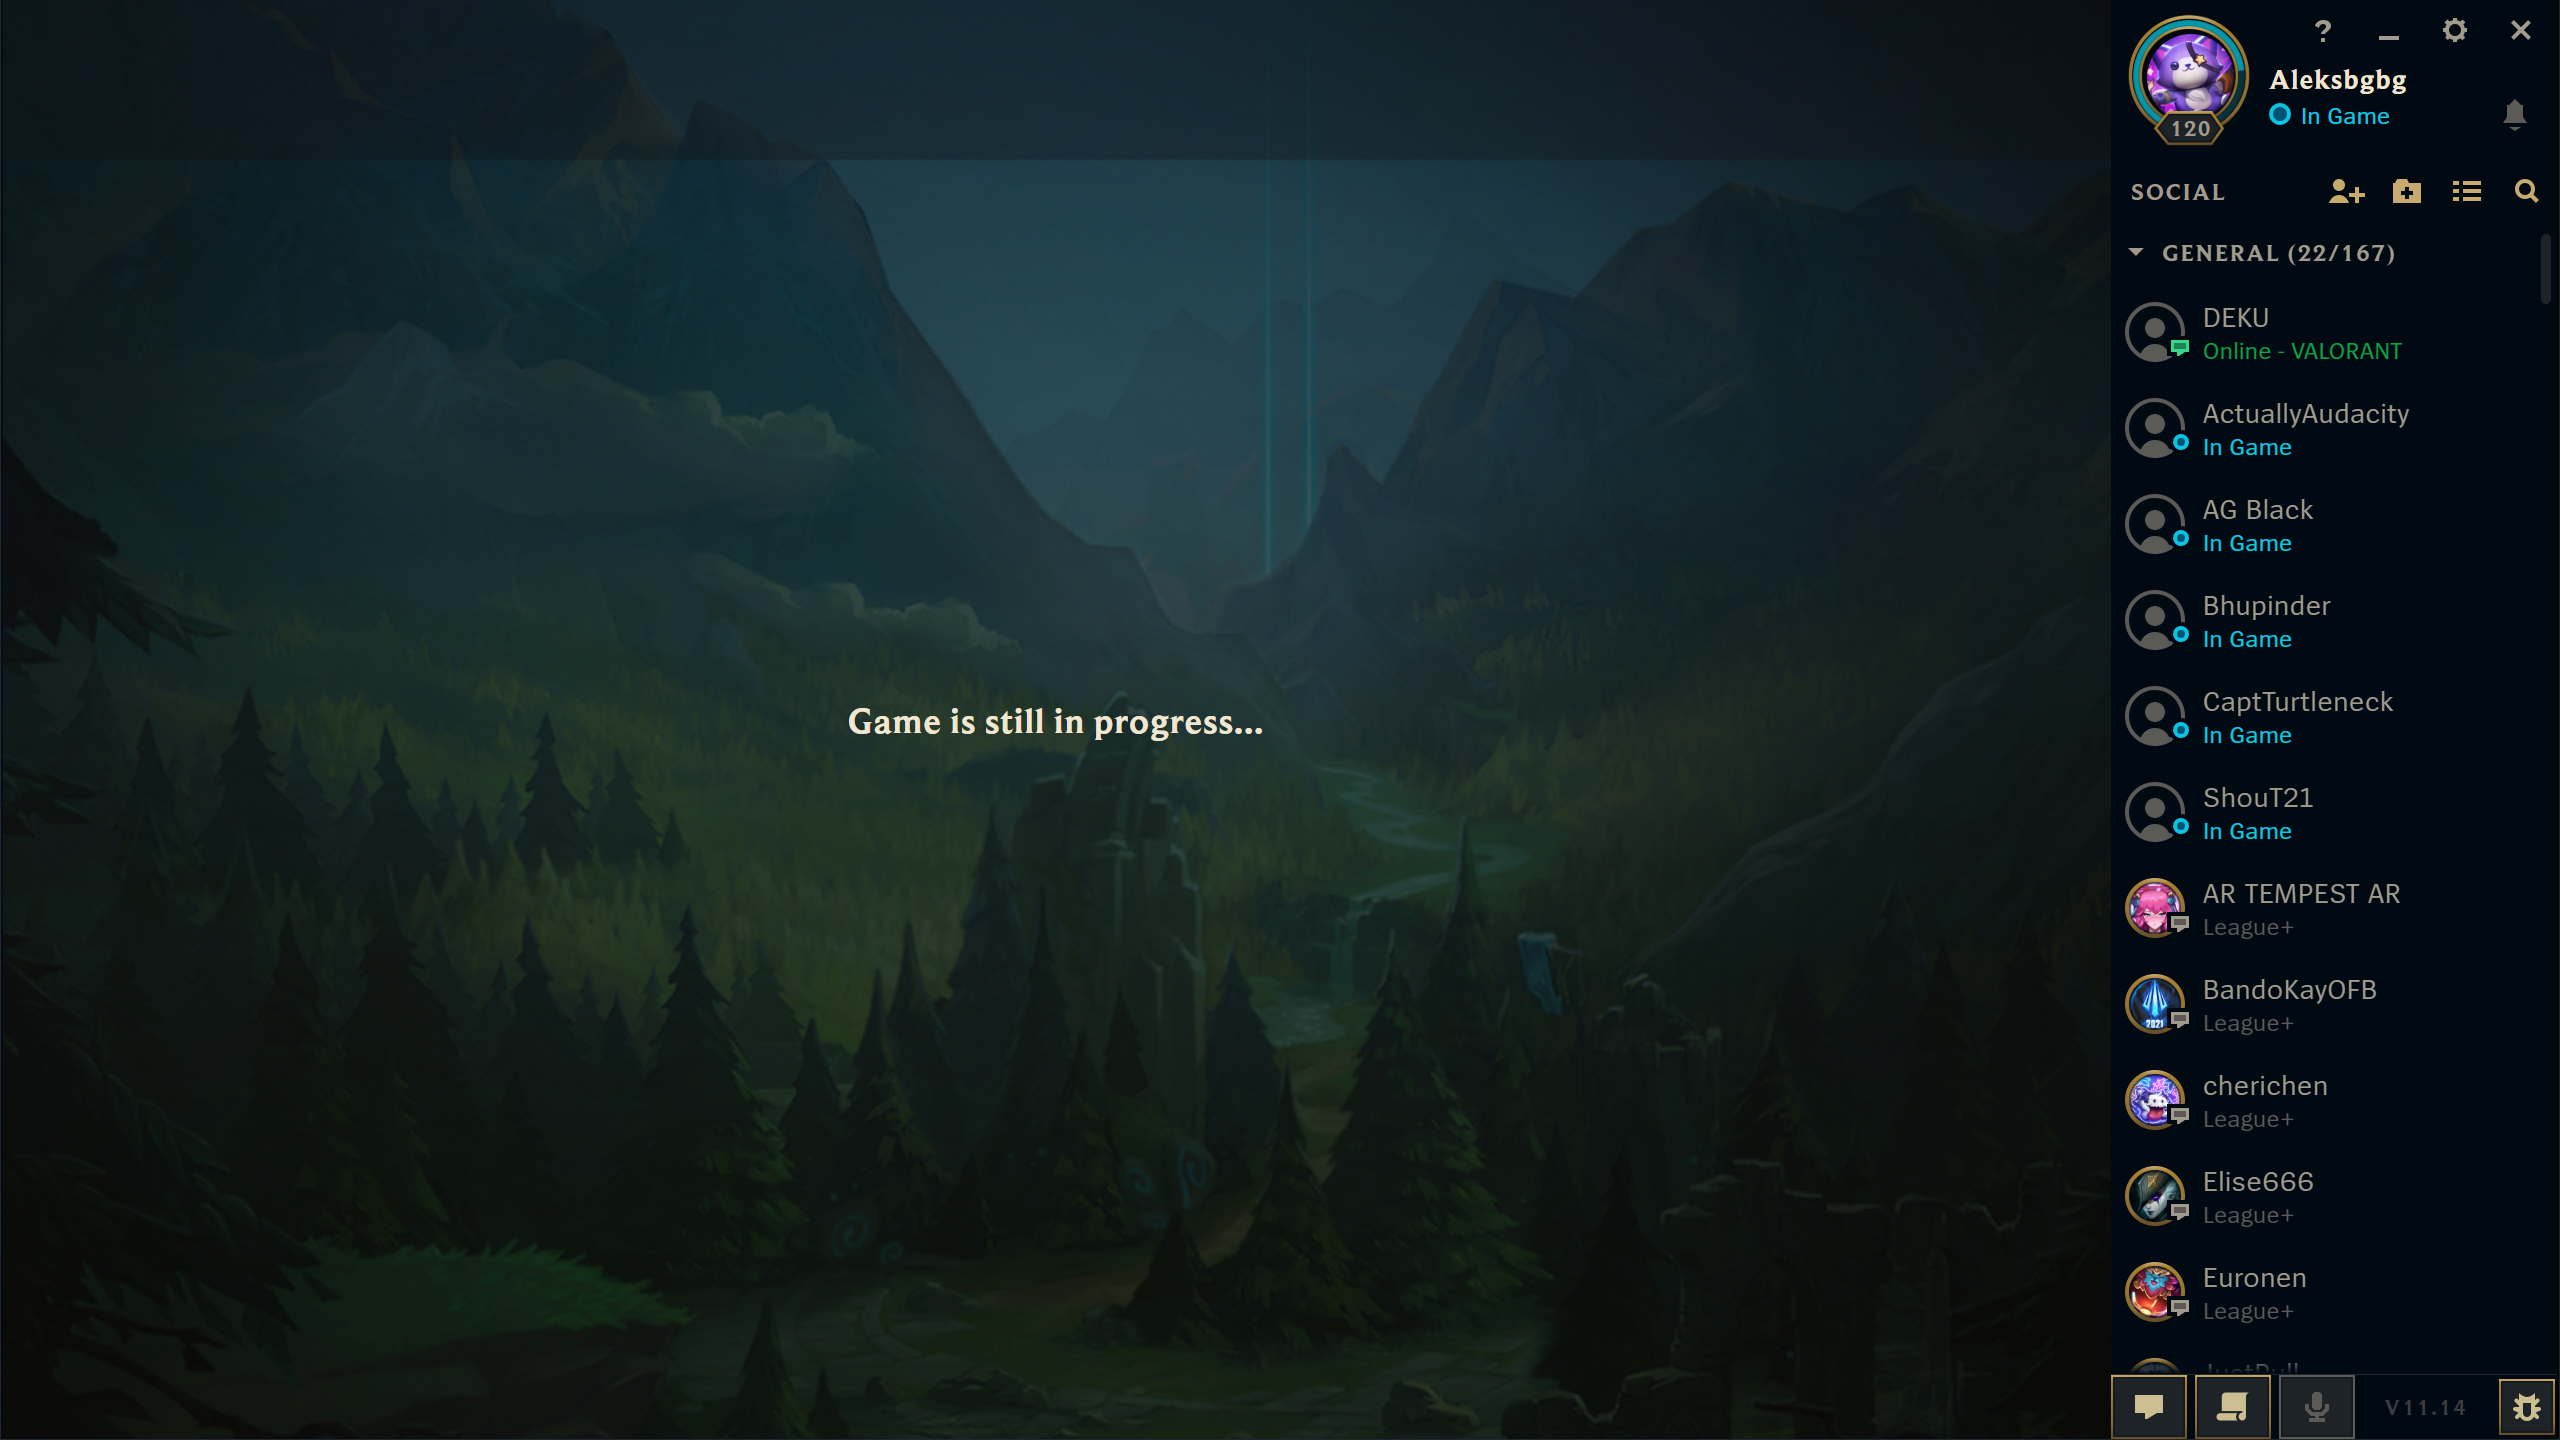 ?
Aleksbgbg
In Game
120
SOCIAL
GENERAL (22/167)
DEKU
Online - VALORANT
ActuallyAudacity
In Game
AG Black
In Game
Bhupinder
In Game
CaptTurtleneck
In Game
Game is still in progress...
ShouT21
In Game
AR TEMPEST AR
League+
BandoKayOFB
League+
2021
cherichen
League+
Elise666
League+
Euronen
League+
V11.14